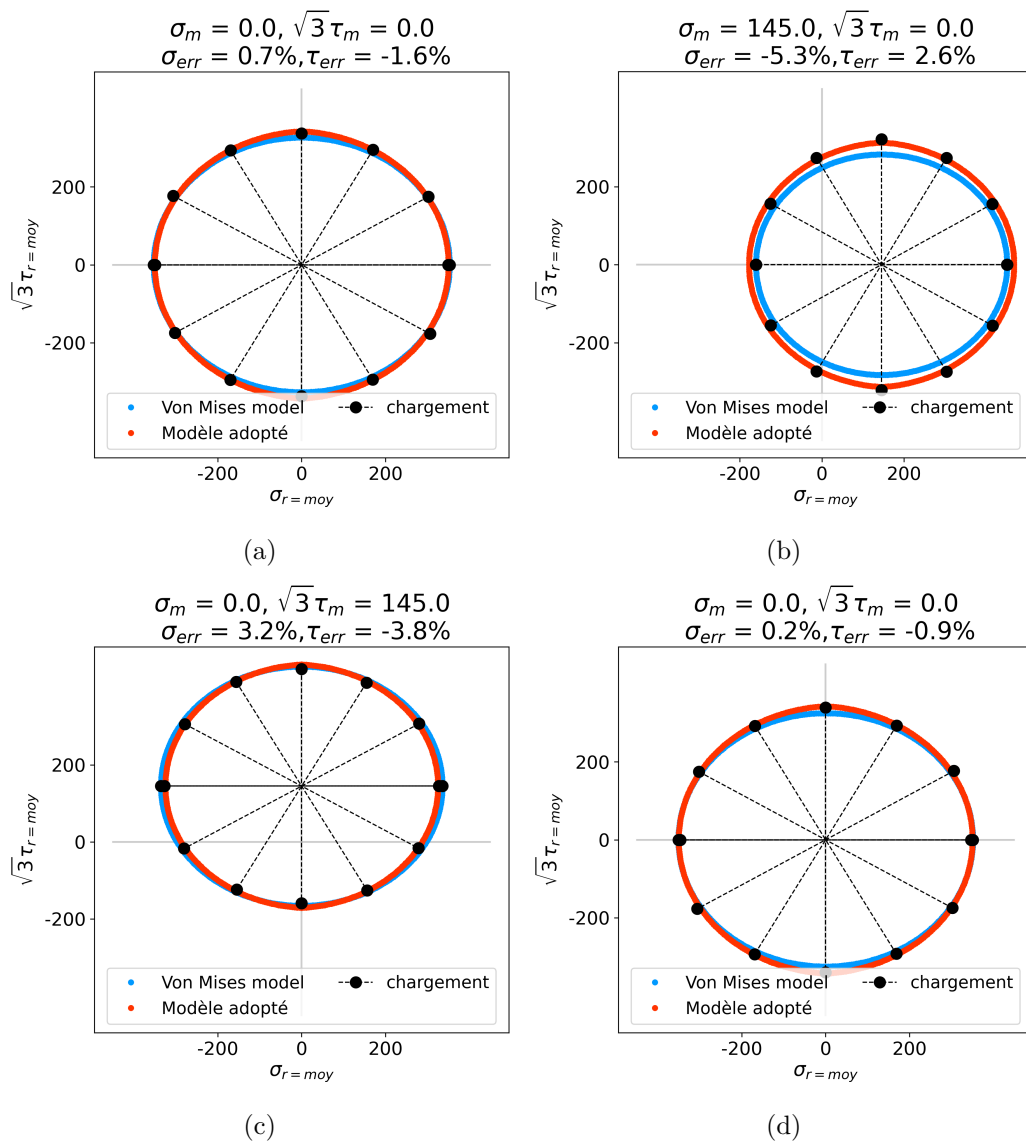 σm = 0.0, √3τm = 0.0
σerr = 0.7%,τerr = -1.6%
√3τr=moy
200
0
-200
Von Mises model
Modèle adopté
chargement
-200 0 200
σr=moy
(a)
σm = 145.0, √3τm = 0.0
σerr = -5.3%,τerr = 2.6%
√3τr=moy
200
0
-200
Von Mises model
Modèle adopté
chargement
-200 0 200
σr=moy
(b)
σm = 0.0, √3τm = 145.0
σerr = 3.2%,τerr = -3.8%
√3τr=moy
200
0
-200
Von Mises model
Modèle adopté
chargement
-200 0 200
σr=moy
(c)
σm = 0.0, √3τm = 0.0
σerr = 0.2%,τerr = -0.9%
√3τr=moy
200
0
-200
Von Mises model
Modèle adopté
chargement
-200 0 200
σr=moy
(d)